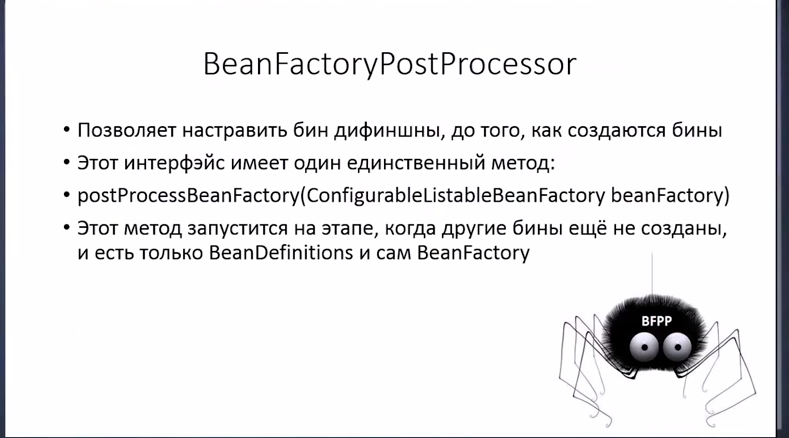 BeanFactoryPostProcessor
• Позволяет настравить бин дифиншны, до того, как создаются бины
• Этот интерфэйс имеет один единственный метод:
• postProcessBeanFactory(ConfigurableListableBeanFactory beanFactory)
• Этот метод запустится на этапе, когда другие бины ещё не созданы,
и есть только BeanDefinitions и сам BeanFactory
BFPP